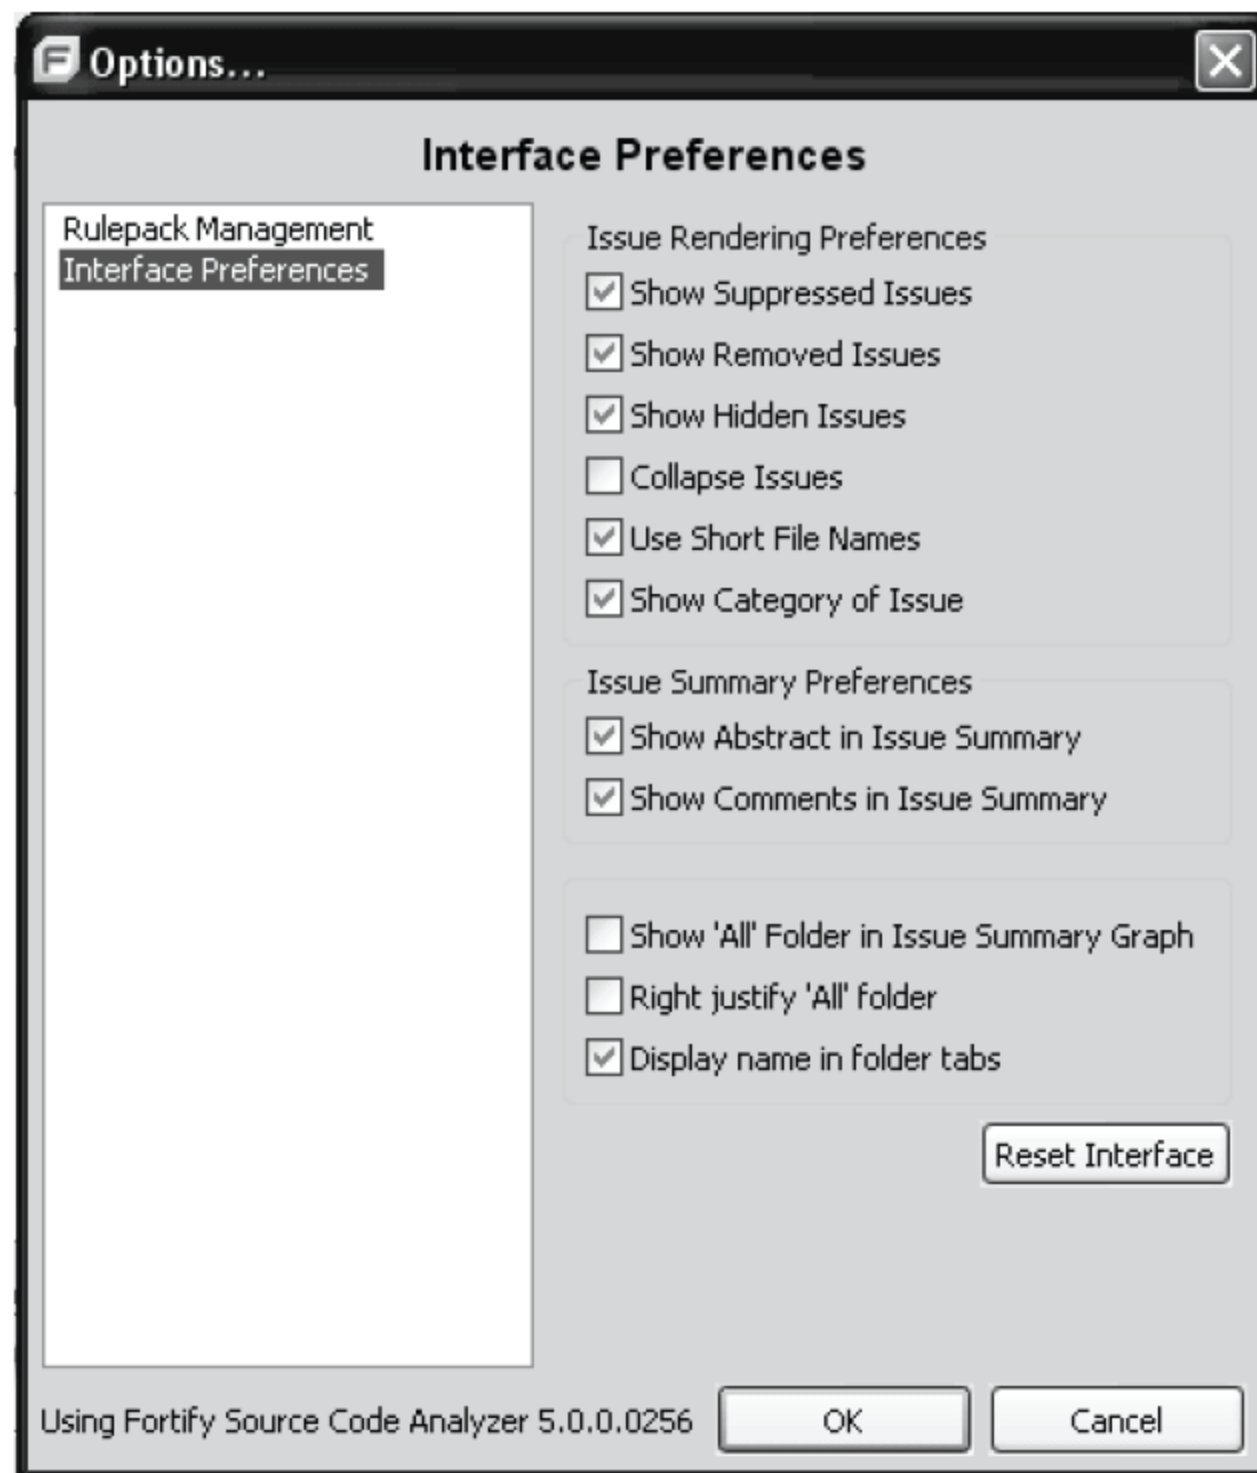 Options...
Interface Preferences
Rulepack Management
Interface Preferences
Issue Rendering Preferences
Show Suppressed Issues
Show Removed Issues
Show Hidden Issues
Collapse Issues
Use Short File Names
Show Category of Issue
Issue Summary Preferences
Show Abstract in Issue Summary
Show Comments in Issue Summary
Show 'All' Folder in Issue Summary Graph
Right justify 'All' folder
Display name in folder tabs
Reset Interface
Using Fortify Source Code Analyzer 5.0.0.0256
OK
Cancel